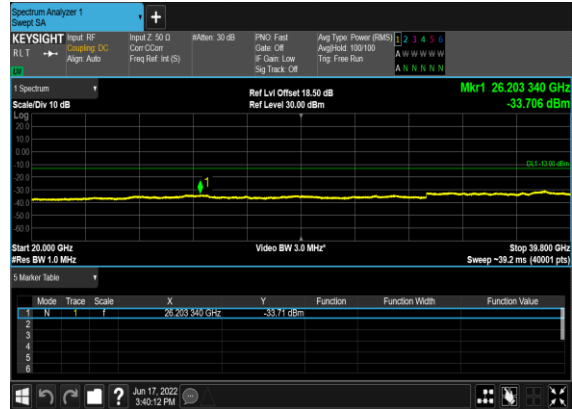 Spectrum Analyzer 1
Swept SA
+
KEYSIGHT Input: RF Input Z: 50 Ω #Atten: 30 dB PNO: Fast Avg Type: Power (RMS) 1 2 3 4 5 6
RLT Coupling: DC Corr CCorr Gate: Off Avg|Hold: 100/100 A W W W W W
Align: Auto Freq Ref: Int (S) IF Gain: Low Trig: Free Run
Sig Track: Off A N N N N N
1 Spectrum Ref Lvl Offset 18.50 dB Mkr1 26.203 340 GHz
Scale/Div 10 dB Ref Level 30.00 dBm -33.706 dBm
Log
20.0
10.0
0.00
-10.0 DL1 -13.00 dBm
-20.0
-30.0 1
-40.0
-50.0
-60.0
Start 20.000 GHz Video BW 3.0 MHz* Stop 39.800 GHz
#Res BW 1.0 MHz Sweep ~39.2 ms (40001 pts)
5 Marker Table
Mode Trace Scale X Y Function Function Width Function Value
1 N 1 f 26.203 340 GHz -33.71 dBm
2
3
4
5
6
? Jun 17, 2022
3:40:12 PM